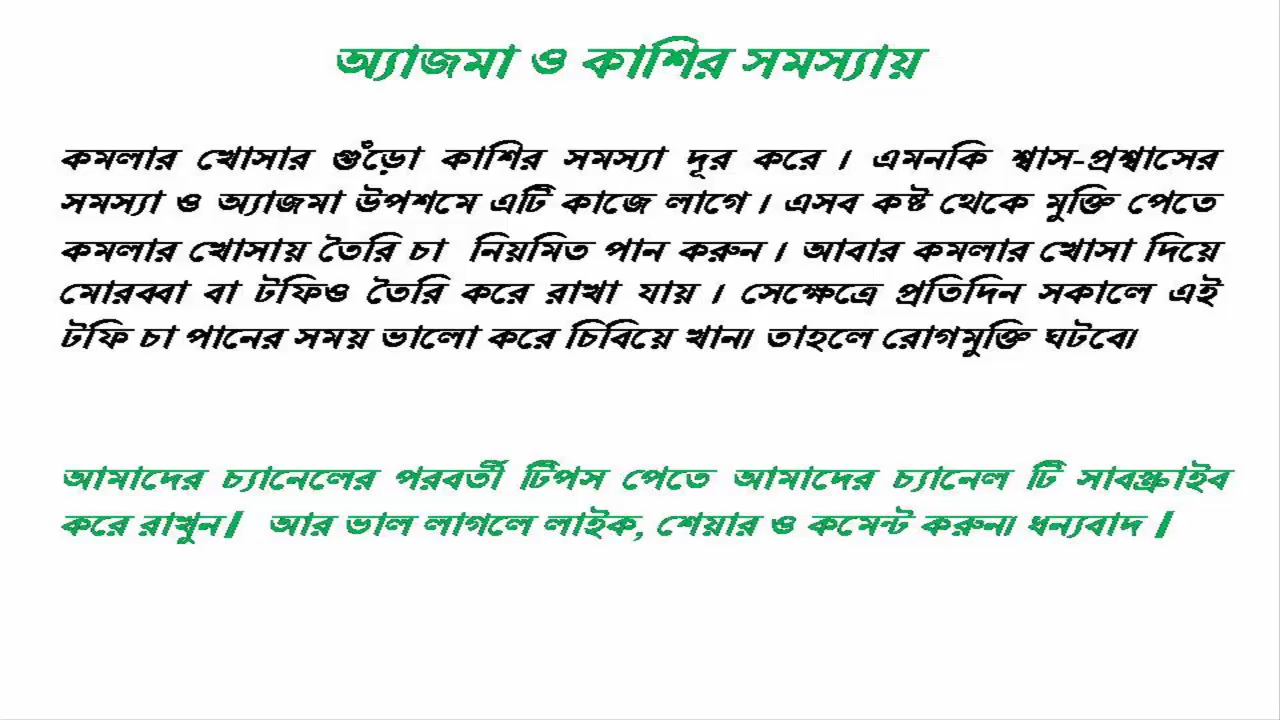 অ্যাজমা ও কাশির সমস্যায়
কমলার খোসার গুঁড়ো কাশির সমস্যা দূর করে । এমনকি শ্বাস-প্রশ্বাসের
সমস্যা ও অ্যাজমা উপশমে এটি কাজে লাগে । এসব কষ্ট থেকে মুক্তি পেতে
কমলার খোসায় তৈরি চা নিয়মিত পান করুন । আবার কমলার খোসা দিয়ে
মোরব্বা বা টফিও তৈরি করে রাখা যায় । সেক্ষেত্রে প্রতিদিন সকালে এই
টফি চা পানের সময় ভালো করে চিবিয়ে খান। তাহলে রোগমুক্তি ঘটবে।
আমাদের চ্যানেলের পরবর্তী টিপস পেতে আমাদের চ্যানেল টি সাবস্ক্রাইব
করে রাখুন| আর ভাল লাগলে লাইক, শেয়ার ও কমেন্ট করুন। ধন্যবাদ |